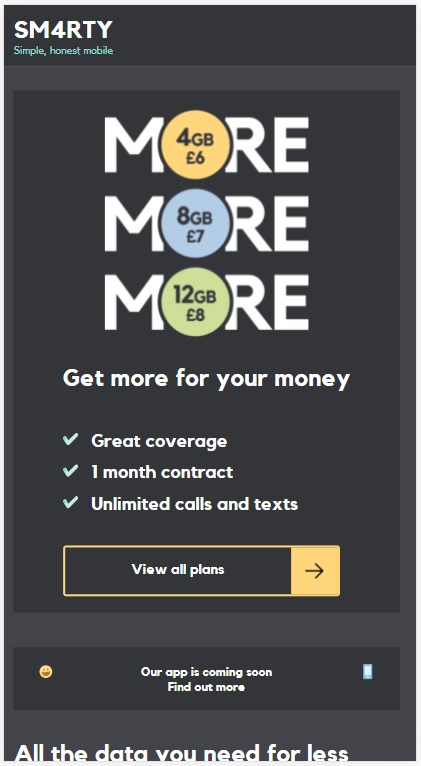 SM4RTY
Simple, honest mobile
MORE
4GB
£6
MORE
8GB
£7
MORE
12GB
£8
Get more for your money
Great coverage
1 month contract
Unlimited calls and texts
View all plans
Our app is coming soon
Find out more
All the data you need for less